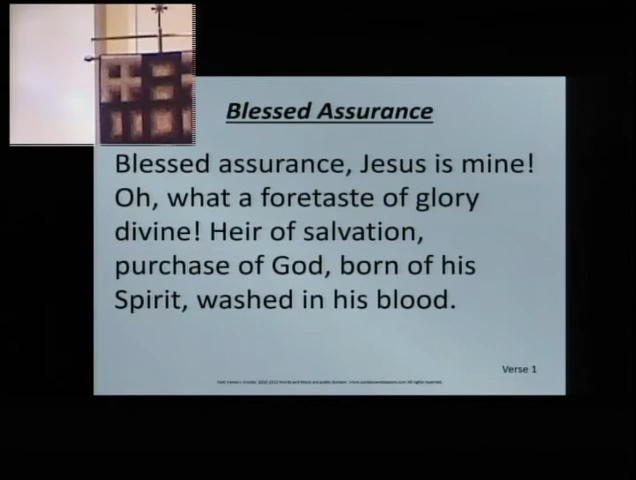 Blessed Assurance
Blessed assurance, Jesus is mine!
Oh, what a foretaste of glory
divine! Heir of salvation,
purchase of God, born of his
Spirit, washed in his blood.
Verse 1